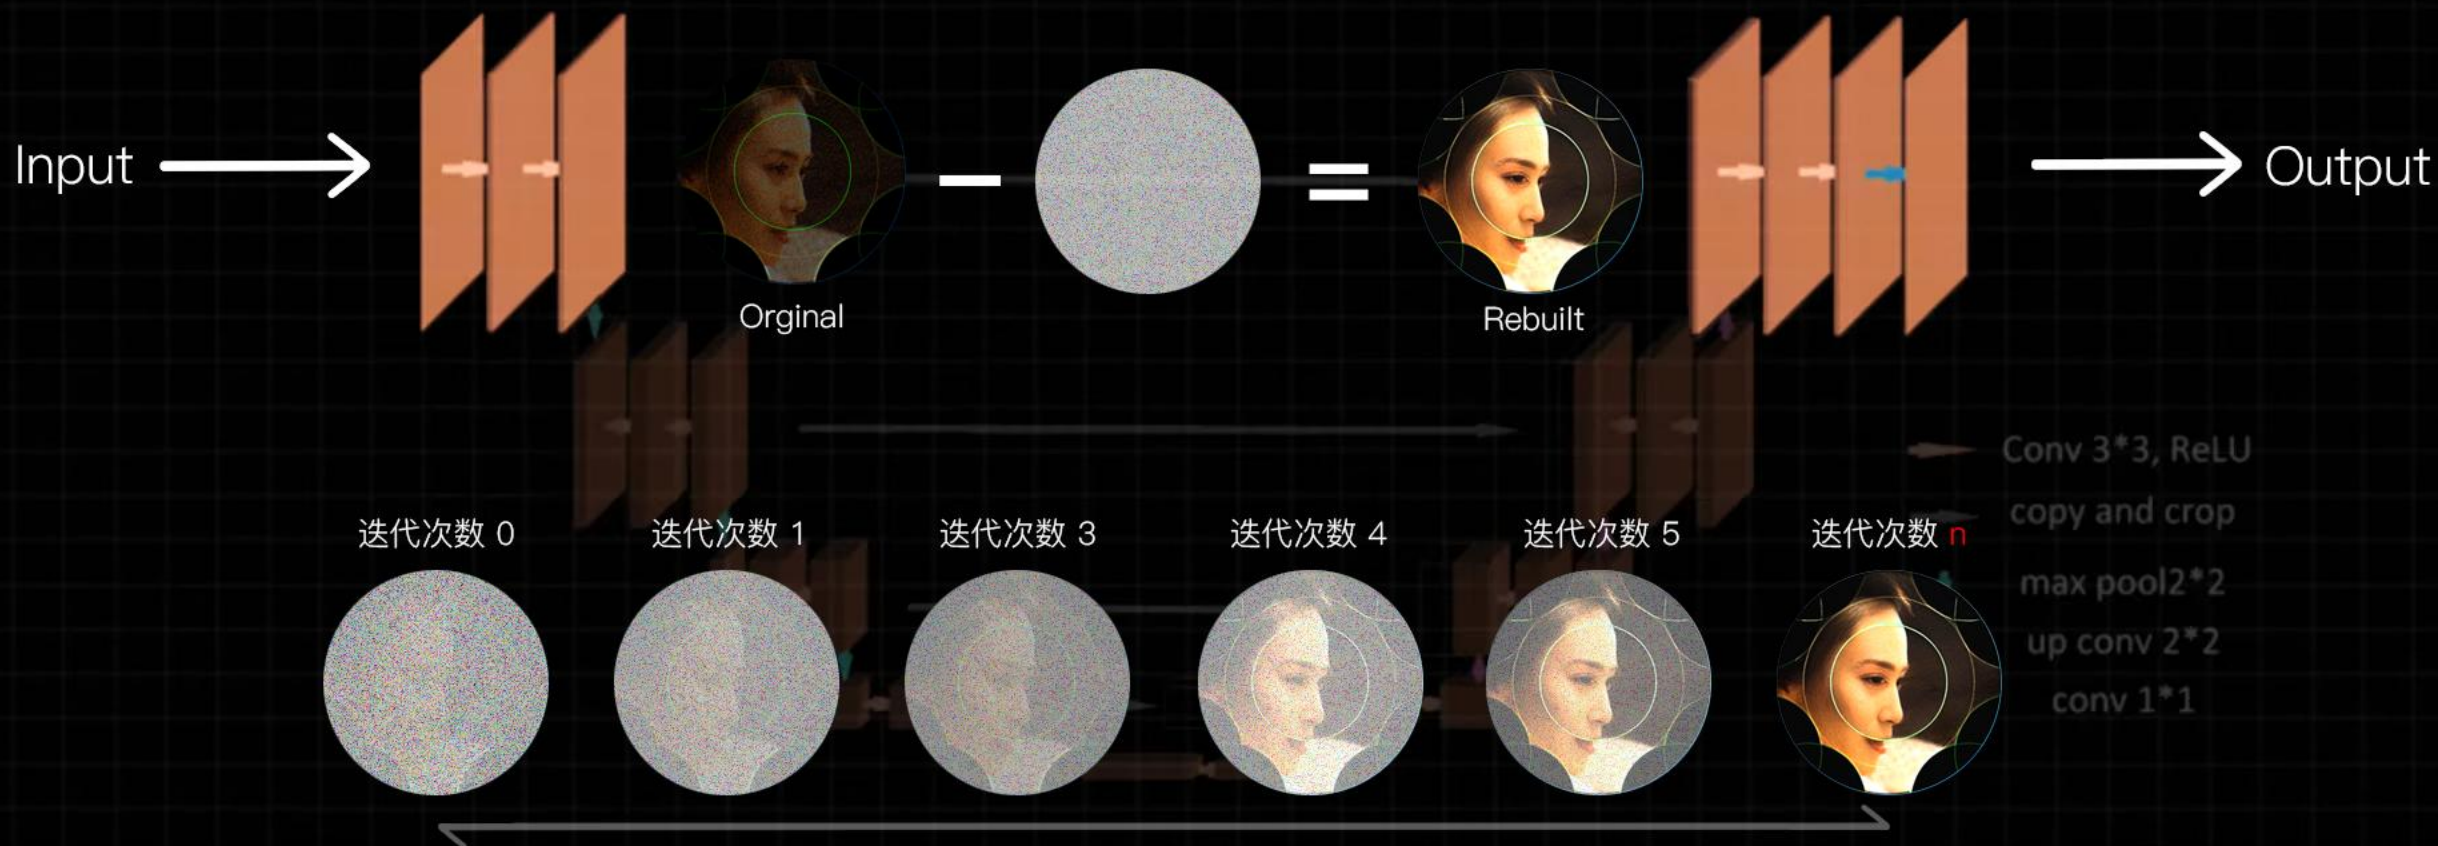 Input
Output
Orginal
Rebuilt
Conv 3*3, ReLU
copy and crop
迭代次数 0
迭代次数 1
迭代次数 3
迭代次数 4
迭代次数 5
迭代次数 n
max pool2*2
up conv 2*2
conv 1*1